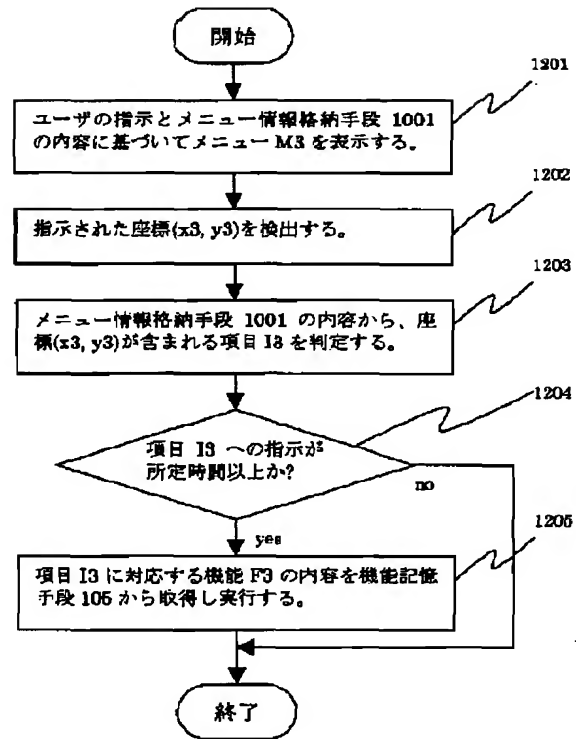 開始
1201
ユーザの指示とメニュー情報格納手段 1001
の内容に基づいてメニュー M3 を表示する。
1202
指示された座標(x3, y3)を検出する。
1203
メニュー情報格納手段 1001 の内容から、座
標(x3, y3)が含まれる項目 I3 を判定する。
1204
項目 I3 への指示が
所定時間以上か?
no
yes
1205
項目 I3 に対応する機能 F3 の内容を機能記憶
手段 105 から取得し実行する。
終了